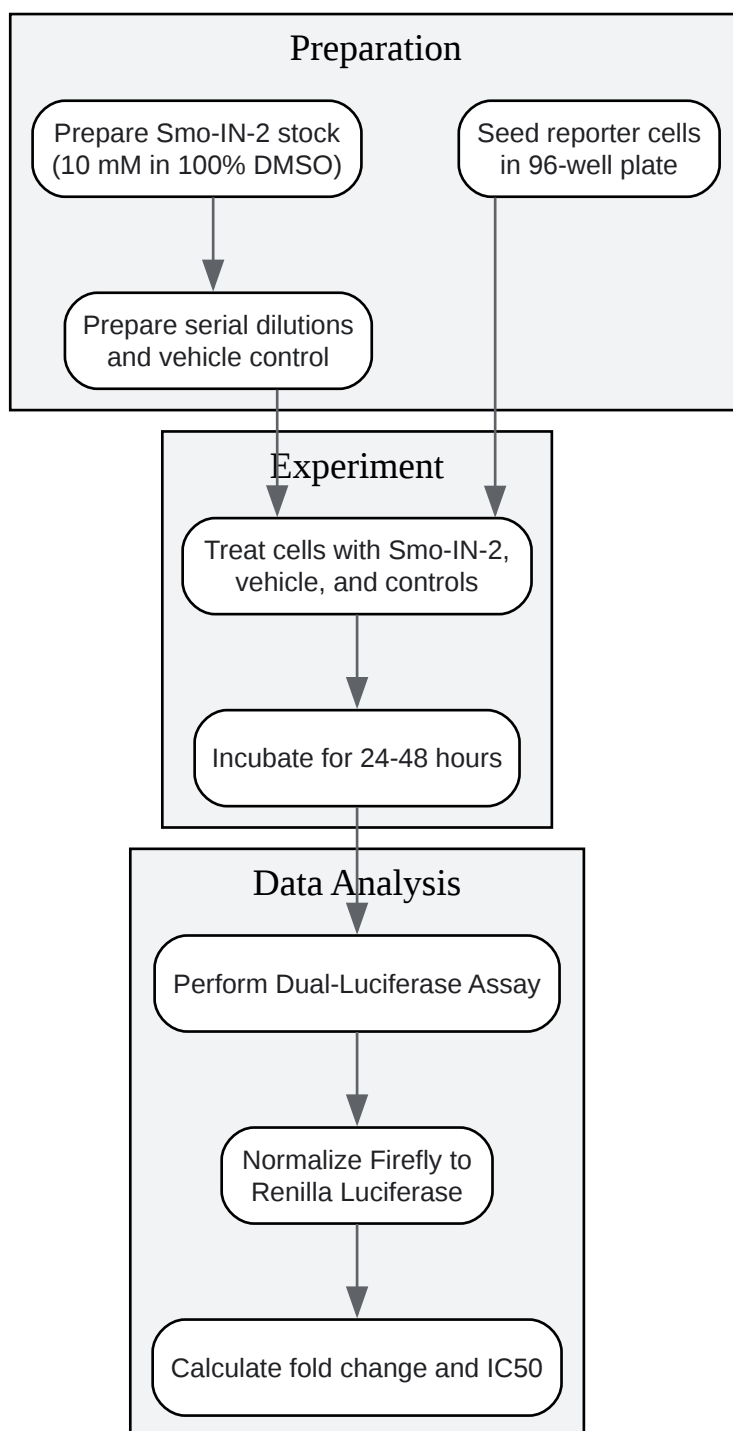 Preparation
Prepare Smo-IN-2 stock
(10 mM in 100% DMSO)
Seed reporter cells
in 96-well plate
Prepare serial dilutions
and vehicle control
Experiment
Treat cells with Smo-IN-2,
vehicle, and controls
Incubate for 24-48 hours
Data Analysis
Perform Dual-Luciferase Assay
Normalize Firefly to
Renilla Luciferase
Calculate fold change and IC50